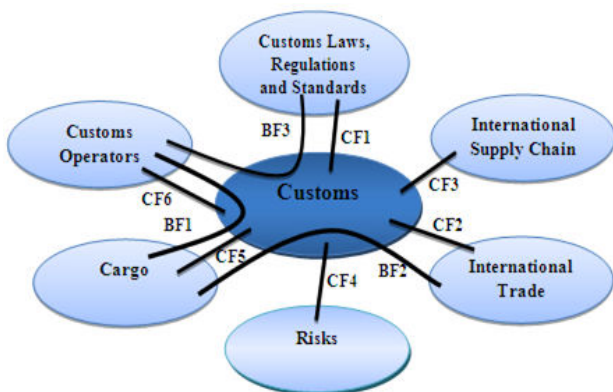 Customs Laws,
Regulations
and Standards
BF3
CF1
Customs
Operators
International
Supply Chain
CF3
CF6
Customs
BF1
CF2
Cargo
CF5
CF4
BF2
International
Trade
Risks